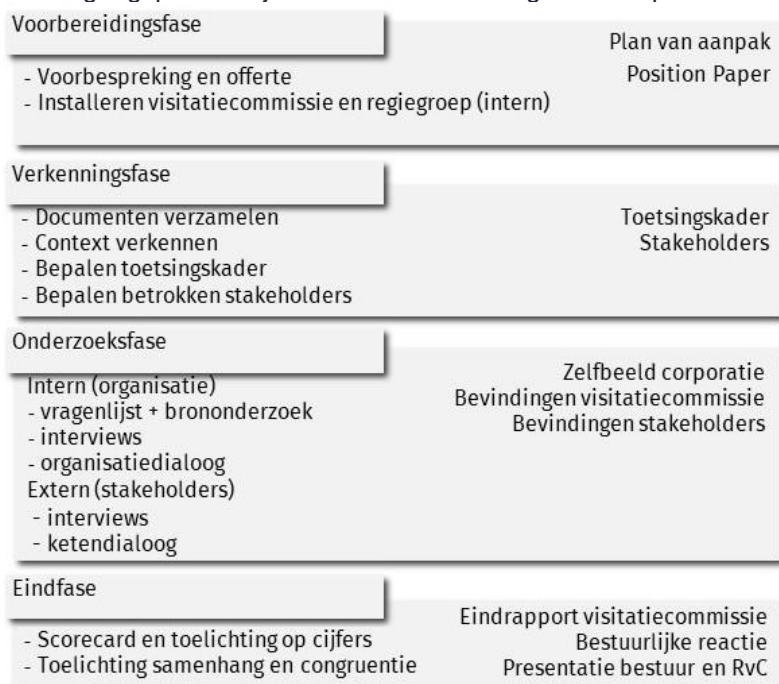 Voorbereidingsfase
Plan van aanpak
Position Paper
- Voorbespreking en offerte
- Installeren visitatiecommissie en regiegroep (intern)
Verkenningsfase
- Documenten verzamelen
- Context verkennen
- Bepalen toetsingskader
- Bepalen betrokken stakeholders
Toetsingskader
Stakeholders
Onderzoeksfase
Intern (organisatie)
- vragenlijst + brononderzoek
- interviews
- organisatiedialoog
Extern (stakeholders)
- interviews
- ketendialoog
Zelfbeeld corporatie
Bevindingen visitatiecommissie
Bevindingen stakeholders
Eindfase
- Scorecard en toelichting op cijfers
- Toelichting samenhang en congruentie
Eindrapport visitatiecommissie
Bestuurlijke reactie
Presentatie bestuur en RvC